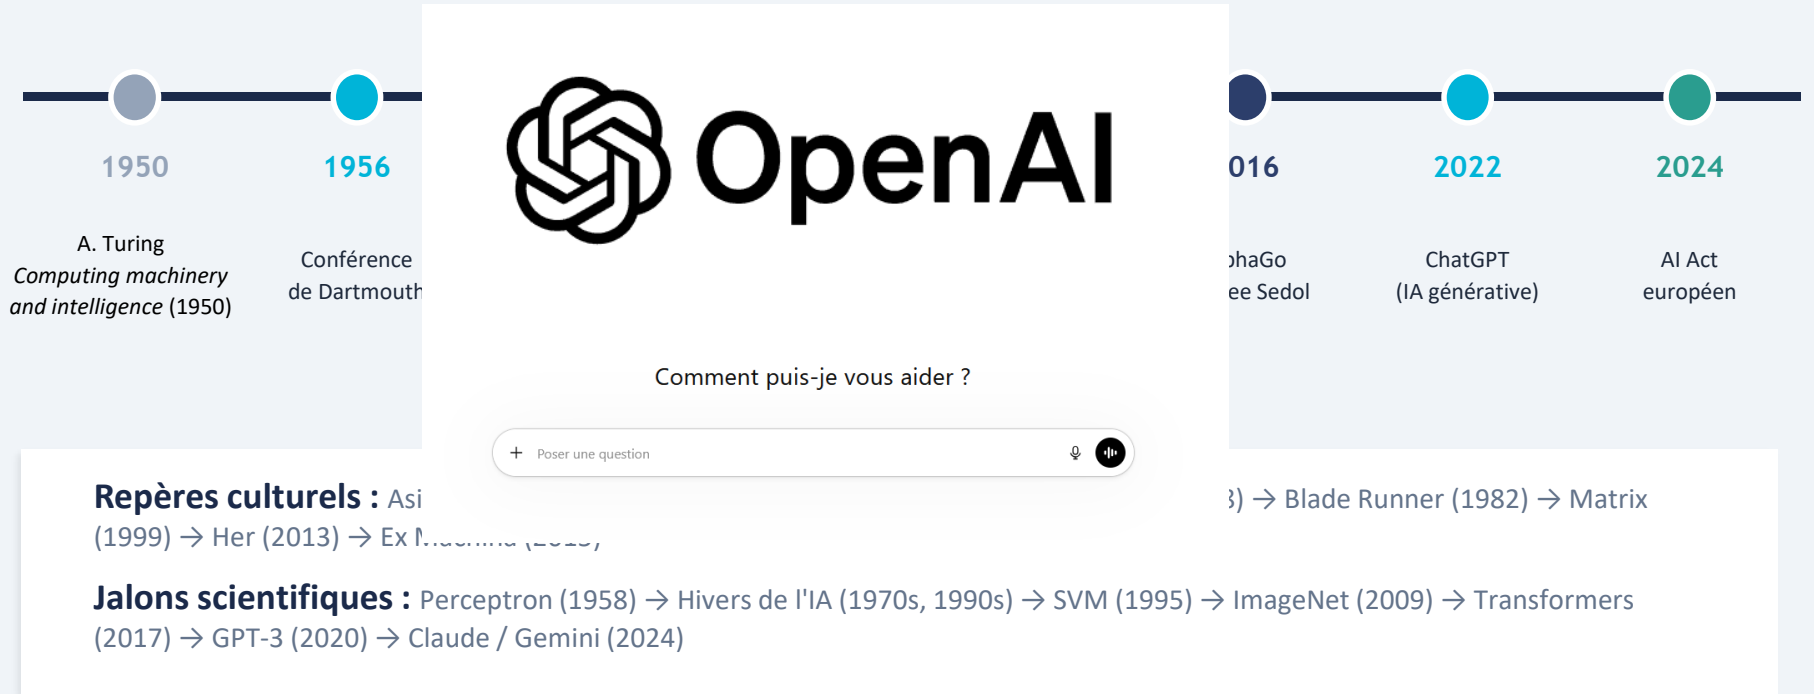 OpenAI
1950
1956
016
2022
2024
A. Turing
Computing machinery
and intelligence (1950)
Conférence
de Dartmouth
phaGo
ee Sedol
ChatGPT
(IA générative)
AI Act
européen
Comment puis-je vous aider ?
Poser une question
Repères culturels : Asi → Blade Runner (1982) → Matrix
(1999) → Her (2013) → Ex
Jalons scientifiques : Perceptron (1958) → Hivers de l'IA (1970s, 1990s) → SVM (1995) → ImageNet (2009) → Transformers
(2017) → GPT-3 (2020) → Claude / Gemini (2024)